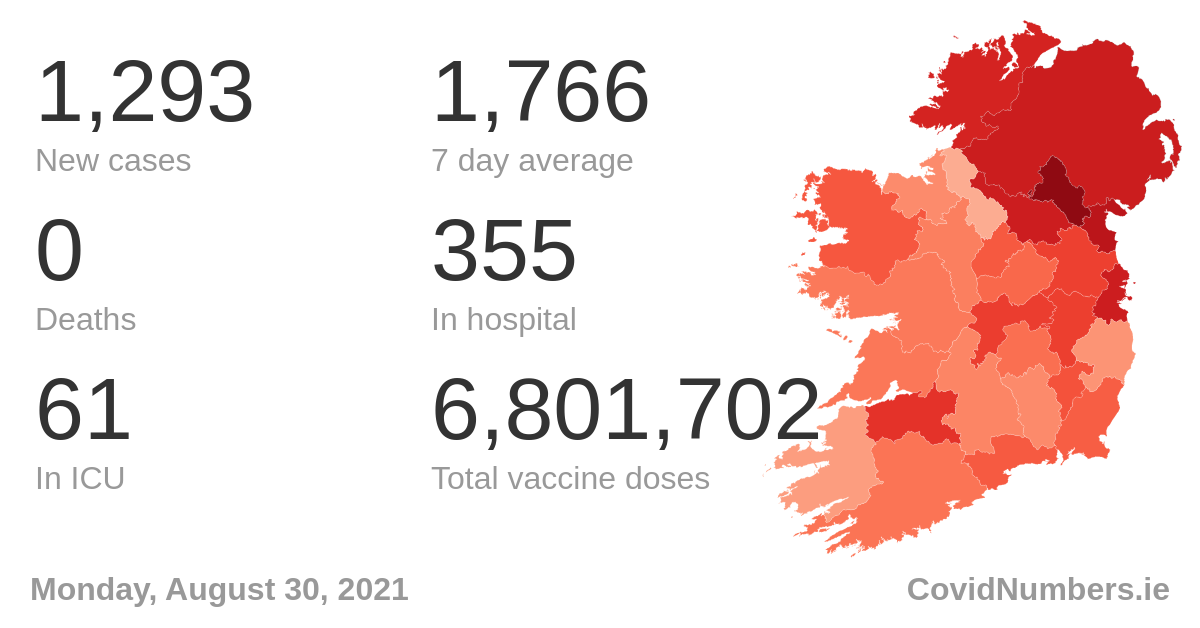 1,293
New cases
1,766
7 day average
0
Deaths
355
In hospital
61
In ICU
6,801,702
Total vaccine doses
Monday, August 30, 2021
CovidNumbers.ie